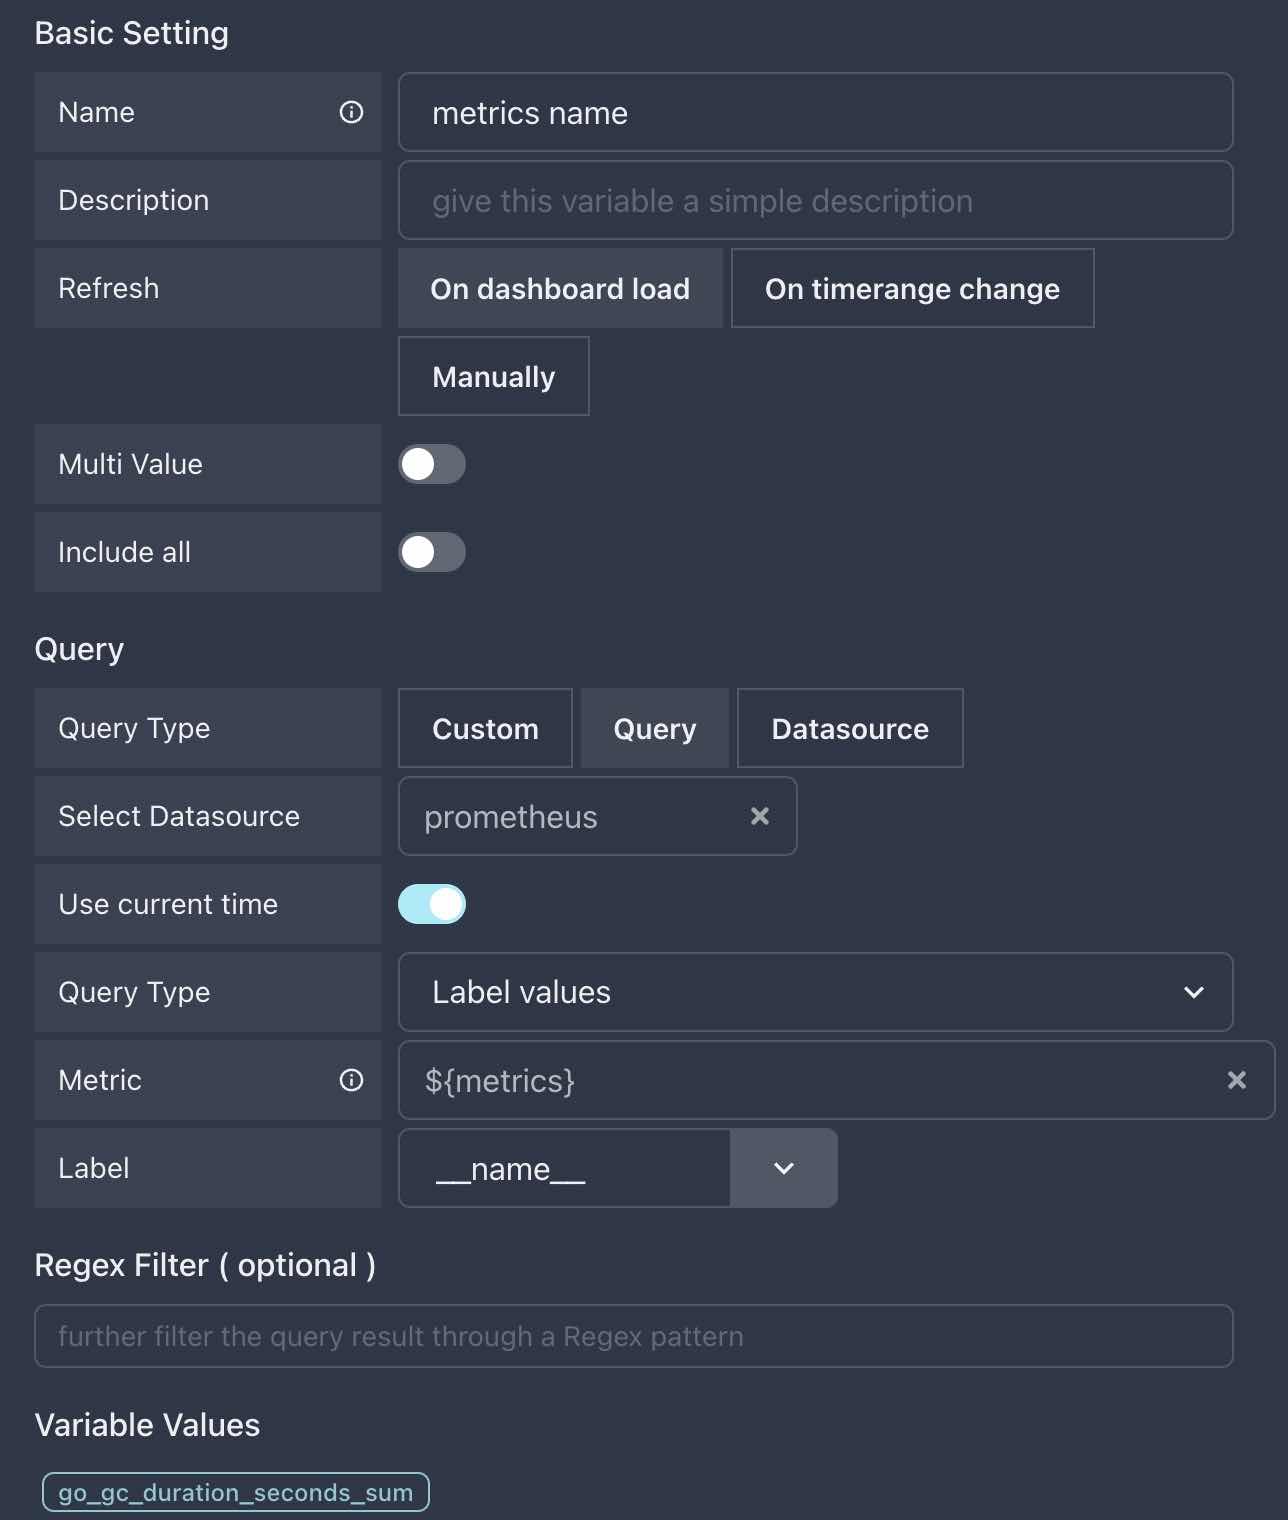 Basic Setting
Name metrics name
Description give this variable a simple description
Refresh On dashboard load On timerange change
Manually
Multi Value
Include all
Query
Query Type Custom Query Datasource
Select Datasource prometheus
Use current time
Query Type Label values
Metric ${metrics}
Label __name__
Regex Filter ( optional )
further filter the query result through a Regex pattern
Variable Values
go_gc_duration_seconds_sum